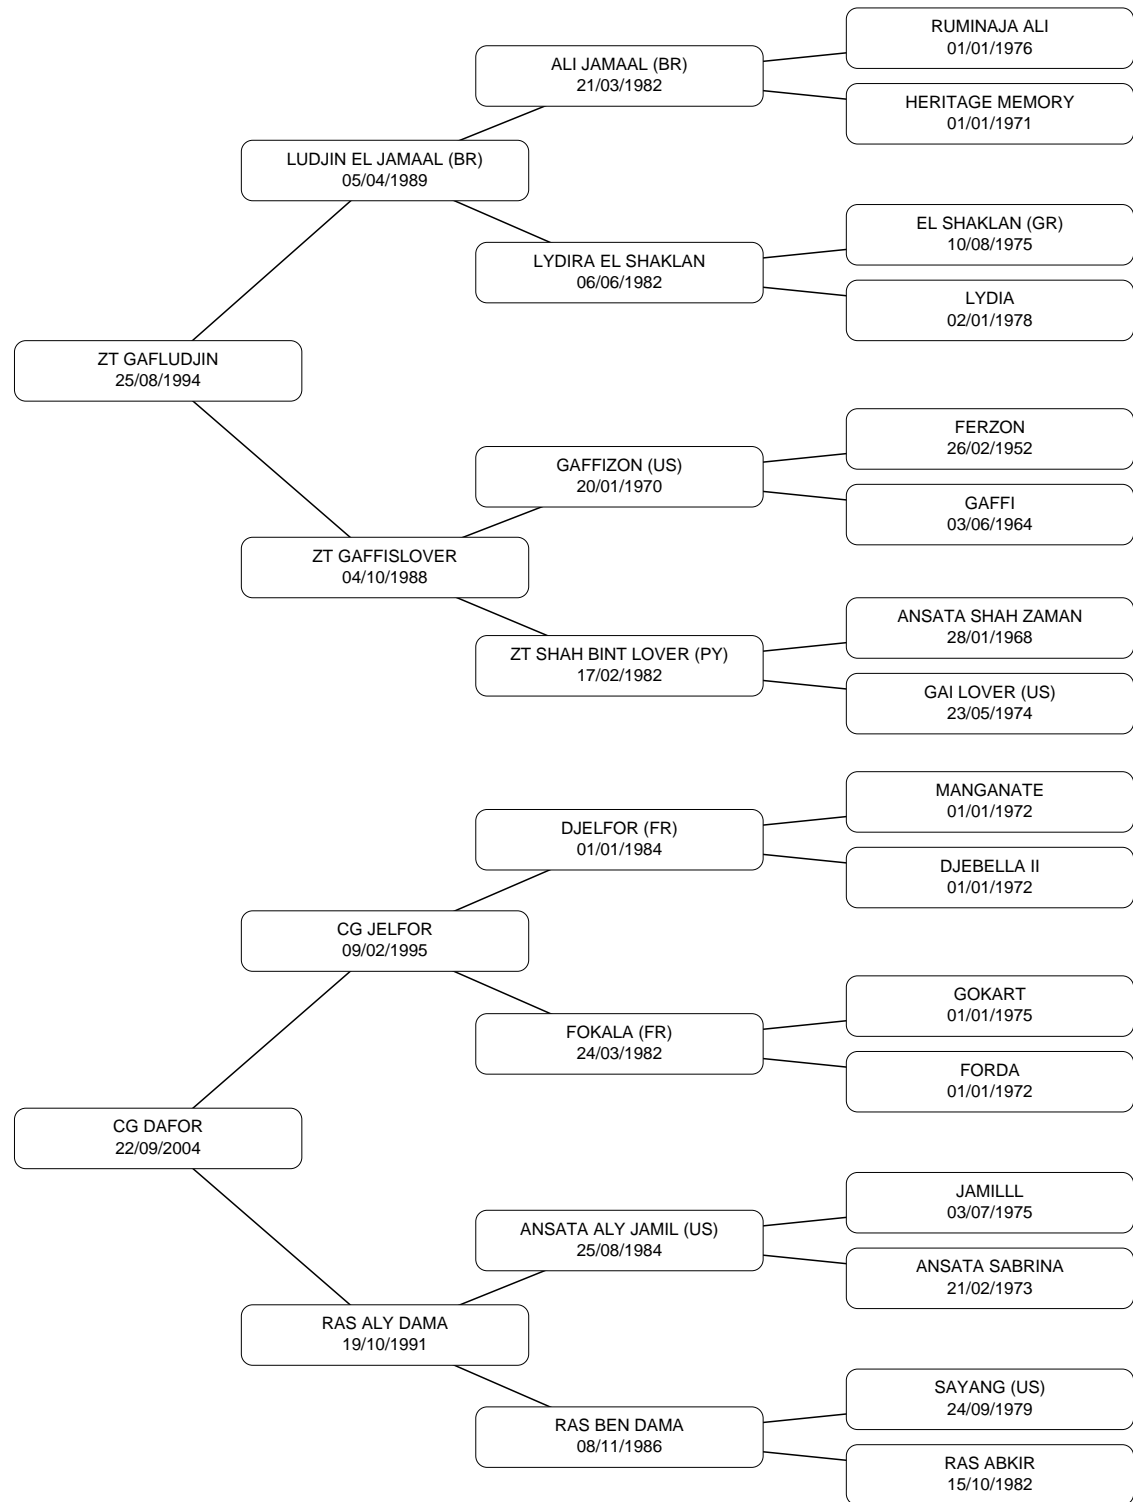 RUMINAJA ALI
01/01/1976
ALI JAMAAL (BR)
21/03/1982
HERITAGE MEMORY
01/01/1971
LUDJIN EL JAMAAL (BR)
05/04/1989
EL SHAKLAN (GR)
10/08/1975
LYDIRA EL SHAKLAN
06/06/1982
LYDIA
02/01/1978
ZT GAFLUDJIN
25/08/1994
FERZON
26/02/1952
GAFFIZON (US)
20/01/1970
GAFFI
03/06/1964
ZT GAFFISLOVER
04/10/1988
ANSATA SHAH ZAMAN
28/01/1968
ZT SHAH BINT LOVER (PY)
17/02/1982
GAI LOVER (US)
23/05/1974
MANGANATE
01/01/1972
DJELFOR (FR)
01/01/1984
DJEBELLA II
01/01/1972
CG JELFOR
09/02/1995
GOKART
01/01/1975
FOKALA (FR)
24/03/1982
FORDA
01/01/1972
CG DAFOR
22/09/2004
JAMILLL
03/07/1975
ANSATA ALY JAMIL (US)
25/08/1984
ANSATA SABRINA
21/02/1973
RAS ALY DAMA
19/10/1991
SAYANG (US)
24/09/1979
RAS BEN DAMA
08/11/1986
RAS ABKIR
15/10/1982